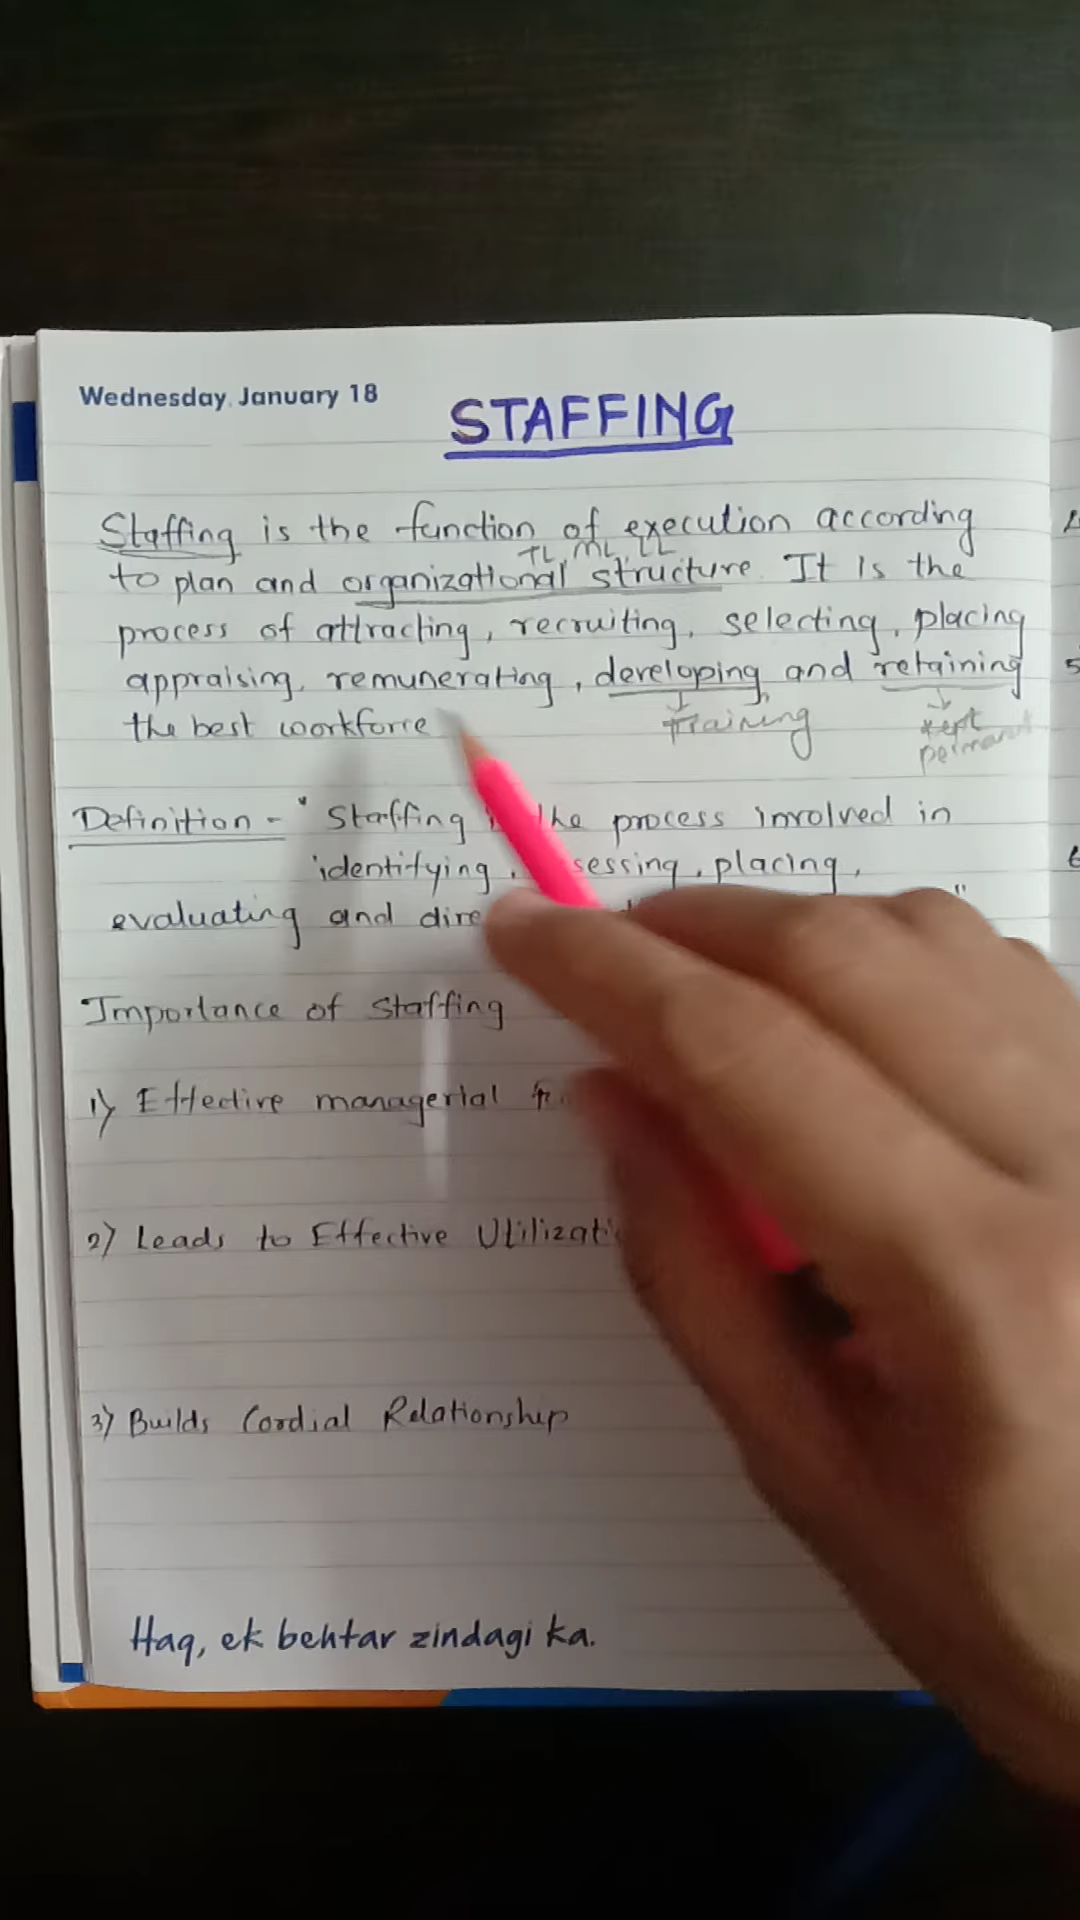 Wednesday, January 18
STAFFING
Staffing is the function of execution according
TL, ML, LL
to plan and organizational structure. It is the
process of attracting, recruiting, selecting, placing
appraising, remunerating, developing and retaining
the best workforce
training
kept
Definition - " Staffing the process involved in
identifying, placing,
evaluating and "
Importance of Staffing
1) Effective managerial
2) Leads to Effective
3) Builds Cordial Relationship
Haq, ek behtar zindagi ka.